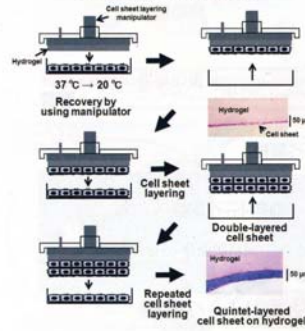 Cell sheet layering
manipulator
Hydrogel
37 °C → 20 °C
Recovery by
using manipulator
Hydrogel
50 μ
Cell sheet
Cell sheet
layering
Double-layered
cell sheet
Hydrogel
50 μ
Repeated
cell sheet
layering
Quintet-layered
cell sheet on hydrogel